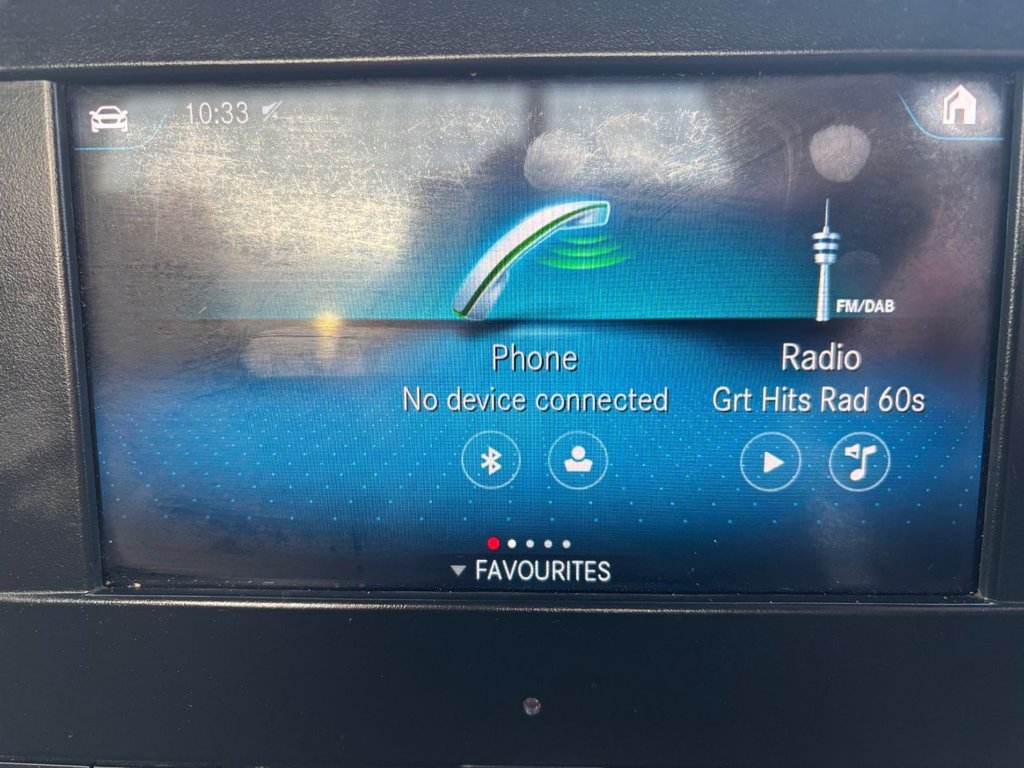 10:33
FM/DAB
Phone
Radio
No device connected
Grt Hits Rad 60s
FAVOURITES